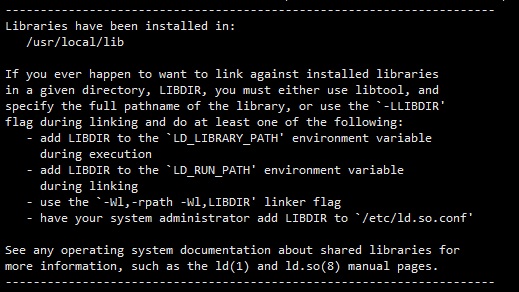 ----------------------------------------------------------------------
Libraries have been installed in:
   /usr/local/lib

If you ever happen to want to link against installed libraries
in a given directory, LIBDIR, you must either use libtool, and
specify the full pathname of the library, or use the `-LLIBDIR'
flag during linking and do at least one of the following:
   - add LIBDIR to the `LD_LIBRARY_PATH' environment variable
     during execution
   - add LIBDIR to the `LD_RUN_PATH' environment variable
     during linking
   - use the `-Wl,-rpath -Wl,LIBDIR' linker flag
   - have your system administrator add LIBDIR to `/etc/ld.so.conf'

See any operating system documentation about shared libraries for
more information, such as the ld(1) and ld.so(8) manual pages.
----------------------------------------------------------------------